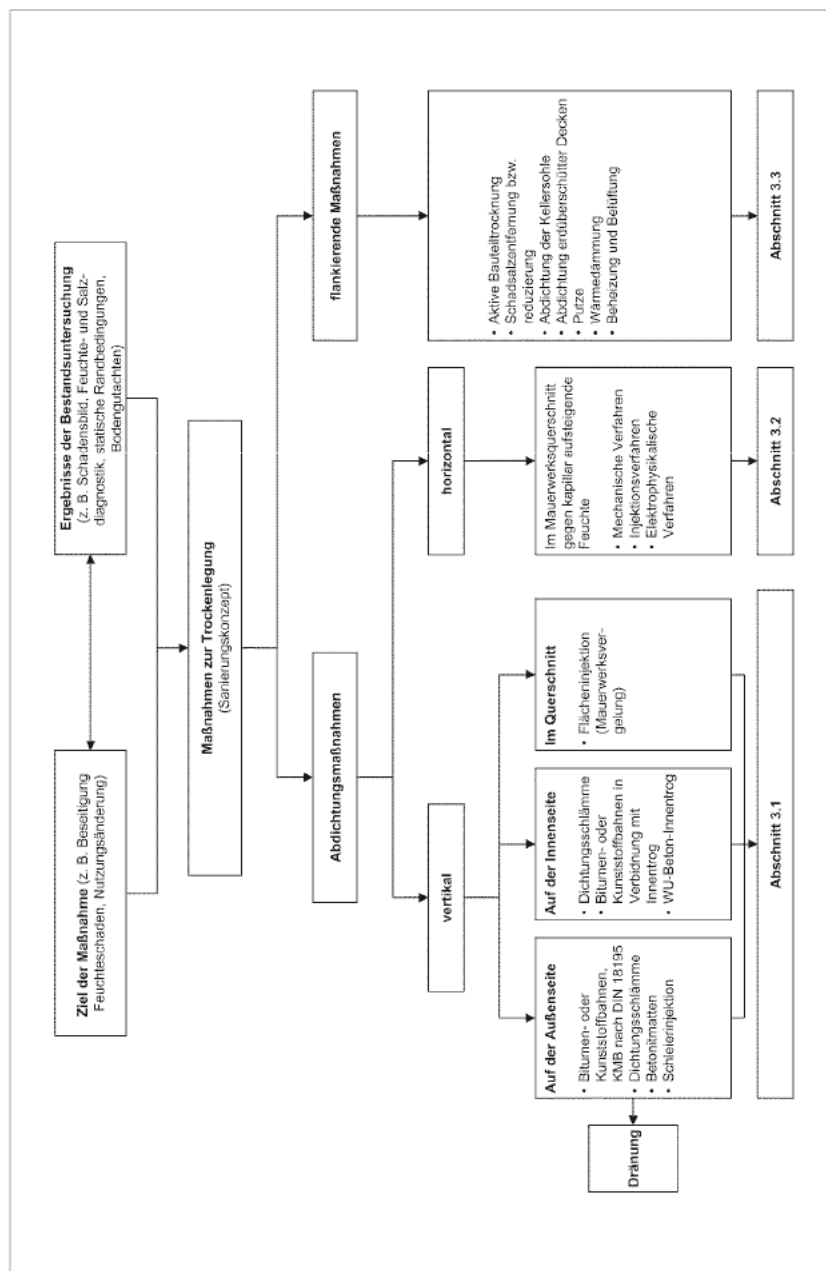 Ziel der Maßnahme (z. B. Beseitigung
Feuchteschaden, Nutzungsänderung)
Ergebnisse der Bestandsuntersuchung
(z. B. Schadensbild, Feuchte- und Salz-
diagnostik, statische Randbedingungen,
Bodengutachten)
Maßnahmen zur Trockenlegung
(Sanierungskonzept)
Abdichtungsmaßnahmen
flankierende Maßnahmen
vertikal
horizontal
Auf der Außenseite
• Bitumen- oder
Kunststoffbahnen,
KMB nach DIN 18195
• Dichtungsschlämme
• Betonitmatten
• Schleierinjektion
Auf der Innenseite
• Dichtungsschlämme
• Bitumen- oder
Kunststoffbahnen in
Verbidnung mit
Innentrog
• WU-Beton-Innentrog
Im Querschnitt
• Flächeninjektion
(Mauerwerksver-
gelung)
Im Mauerwerksquerschnitt
gegen kapillar aufsteigende
Feuchte
• Mechanische Verfahren
• Injektionsverfahren
• Elektrophysikalische
Verfahren
• Aktive Bauteiltrocknung
• Schadsalzentfernung bzw.
reduzierung
• Abdichtung der Kellersohle
• Abdichtung erdüberschütter Decken
• Putze
• Wärmedämmung
• Beheizung und Belüftung
Dränung
Abschnitt 3.1
Abschnitt 3.2
Abschnitt 3.3